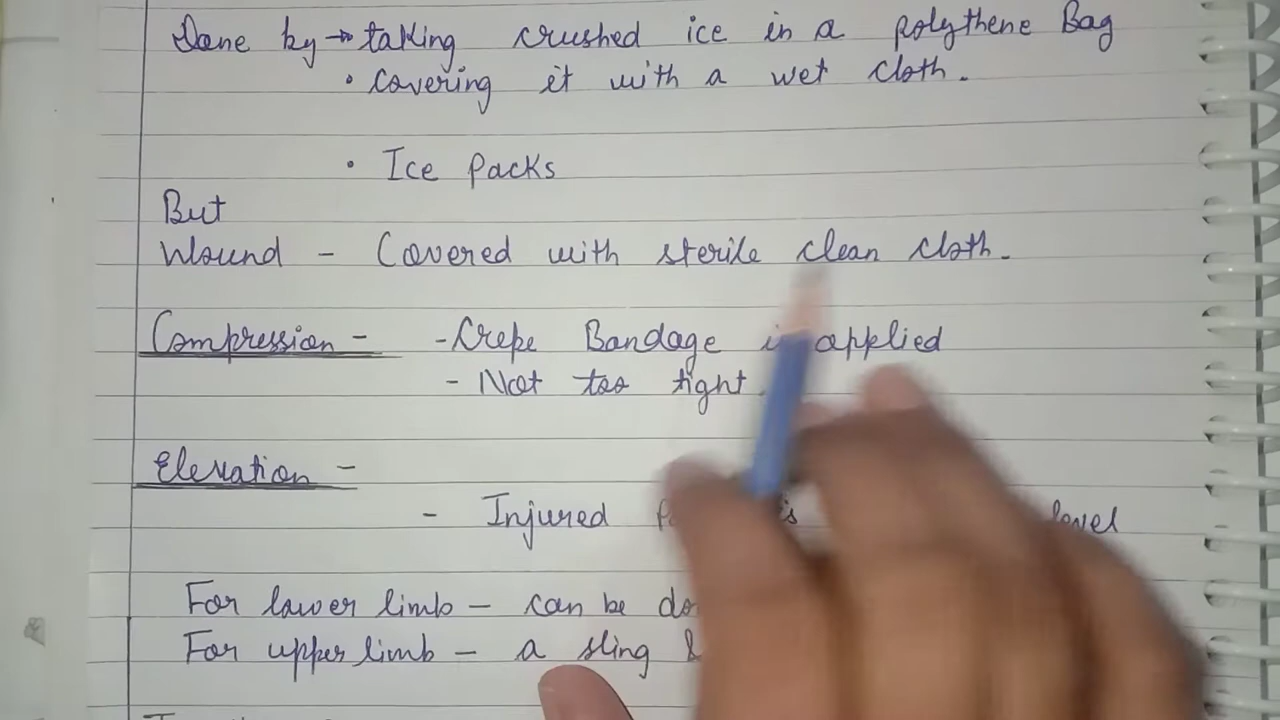 Done by → taking crushed ice in a polythene Bag
• Covering it with a wet cloth.
• Ice Packs
But
Wound - Covered with sterile clean cloth.
Compression - - Crepe Bandage is applied
- Not too tight.
Elevation -
- Injured is level
For lower limb - can be
For upper limb - a sling &